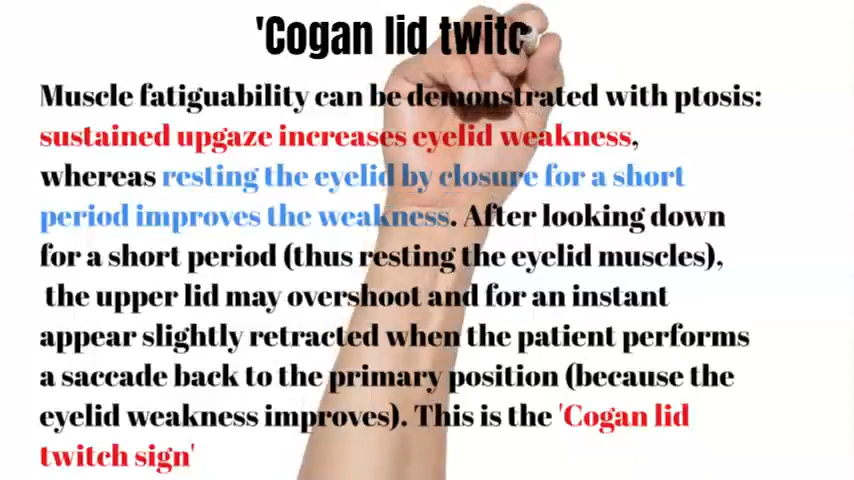 'Cogan lid twitc
Muscle fatiguability can be demonstrated with ptosis:
sustained upgaze increases eyelid weakness,
whereas resting the eyelid by closure for a short
period improves the weakness. After looking down
for a short period (thus resting the eyelid muscles),
the upper lid may overshoot and for an instant
appear slightly retracted when the patient performs
a saccade back to the primary position (because the
eyelid weakness improves). This is the 'Cogan lid
twitch sign'